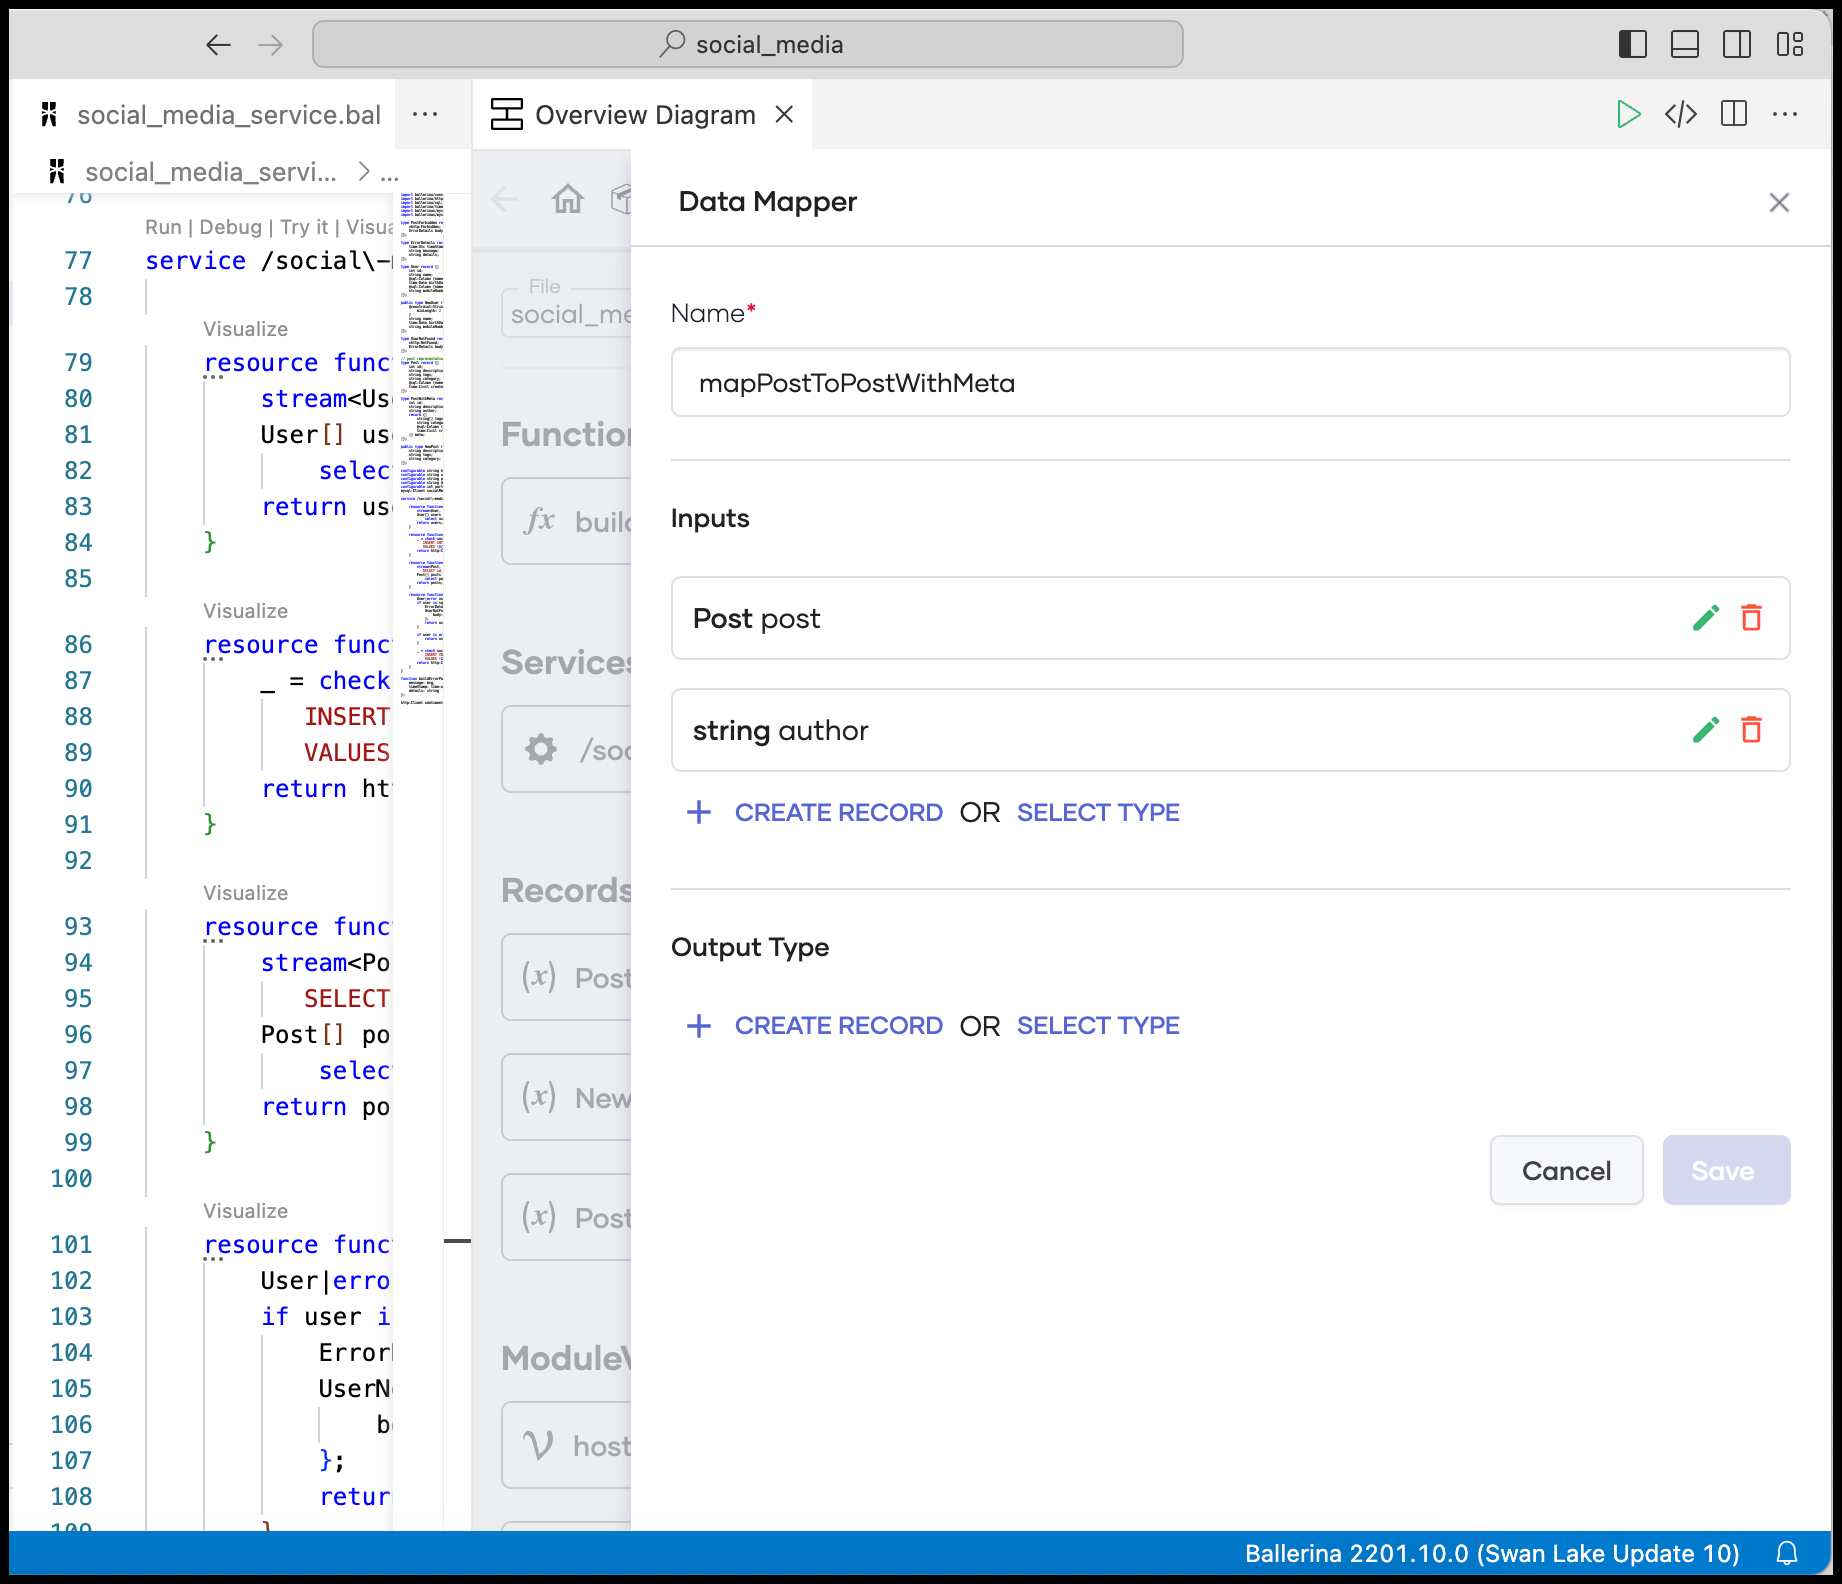 social_media
social_media_service.bal ...
Overview Diagram
social_media_servi... > ...
76
Run | Debug | Try it | Visua
77 service /social\-
78
Visualize
79 resource func
80 stream<Us
81 User[] us
82 selec
83 return us
84 }
85
Visualize
86 resource func
87 _ = check
88 INSERT
89 VALUES
90 return ht
91 }
92
Visualize
93 resource func
94 stream<Po
95 SELECT
96 Post[] po
97 selec
98 return po
99 }
100
Visualize
101 resource func
102 User|erro
103 if user i
104 Error
105 UserN
106 b
107 };
108 retur
109 }
File
social_me
Function
fx build
Services
/soc
Records
(x) Post
(x) New
(x) Post
ModuleV
host
Data Mapper
Name*
mapPostToPostWithMeta
Inputs
Post post
string author
+ CREATE RECORD OR SELECT TYPE
Output Type
+ CREATE RECORD OR SELECT TYPE
Cancel Save
Ballerina 2201.10.0 (Swan Lake Update 10)